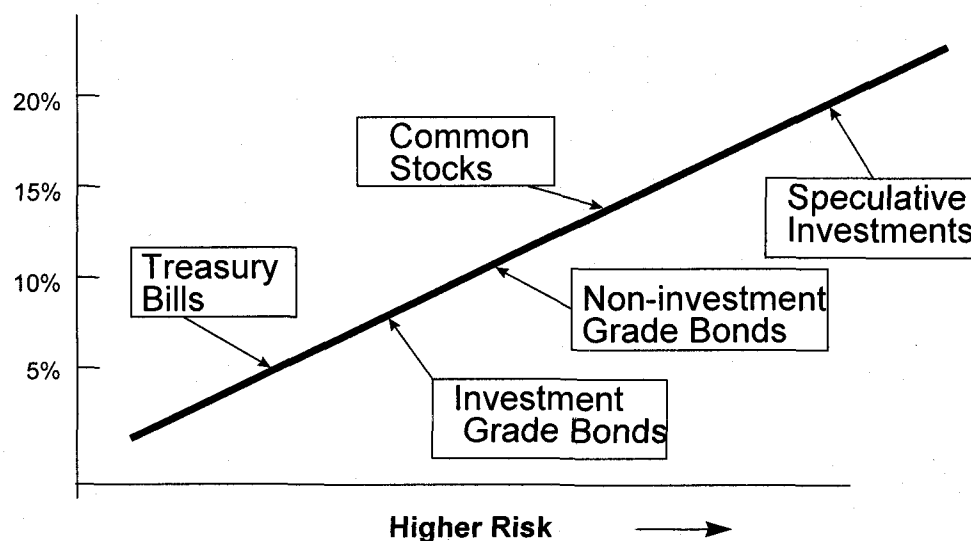 20%
Common
Stocks
15%
Speculative
Investments
Treasury
Bills
10%
Non-investment
Grade Bonds
5%
Investment
Grade Bonds
Higher Risk